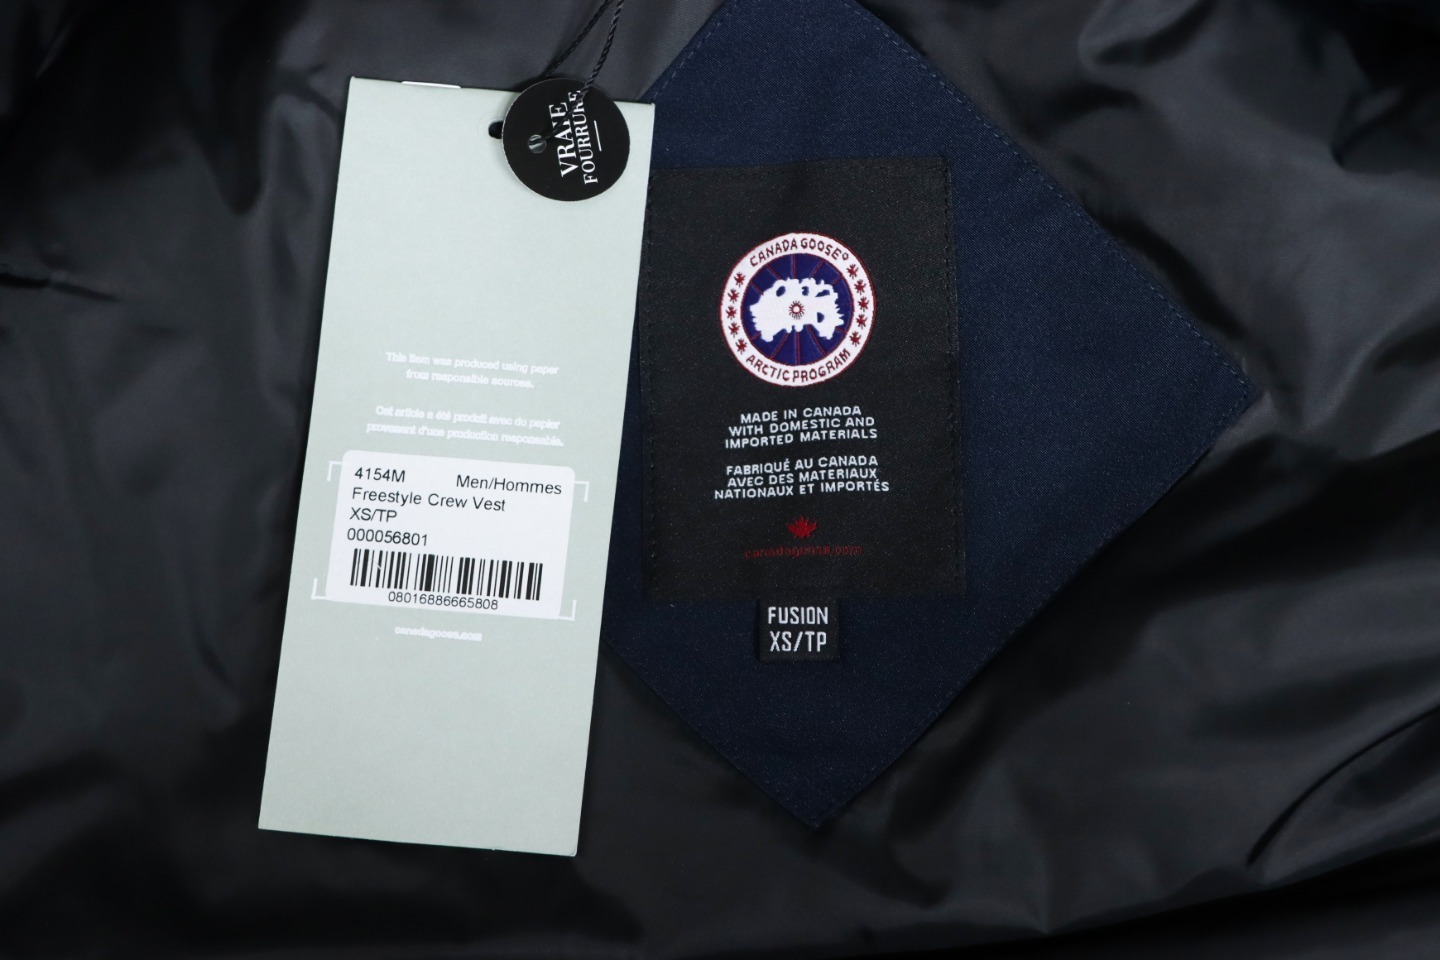 VRAIE
FOURRURE
This item was produced using paper
from responsible sources.
Cet article a été produit avec du papier
provenant d'une production responsable.
4154M Men/Hommes
Freestyle Crew Vest
XS/TP
000056801
08016886665808
canadagoose.com
CANADA GOOSE®
ARCTIC PROGRAM
MADE IN CANADA
WITH DOMESTIC AND
IMPORTED MATERIALS
FABRIQUÉ AU CANADA
AVEC DES MATERIAUX
NATIONAUX ET IMPORTÉS
canadagoose.com
FUSION
XS/TP